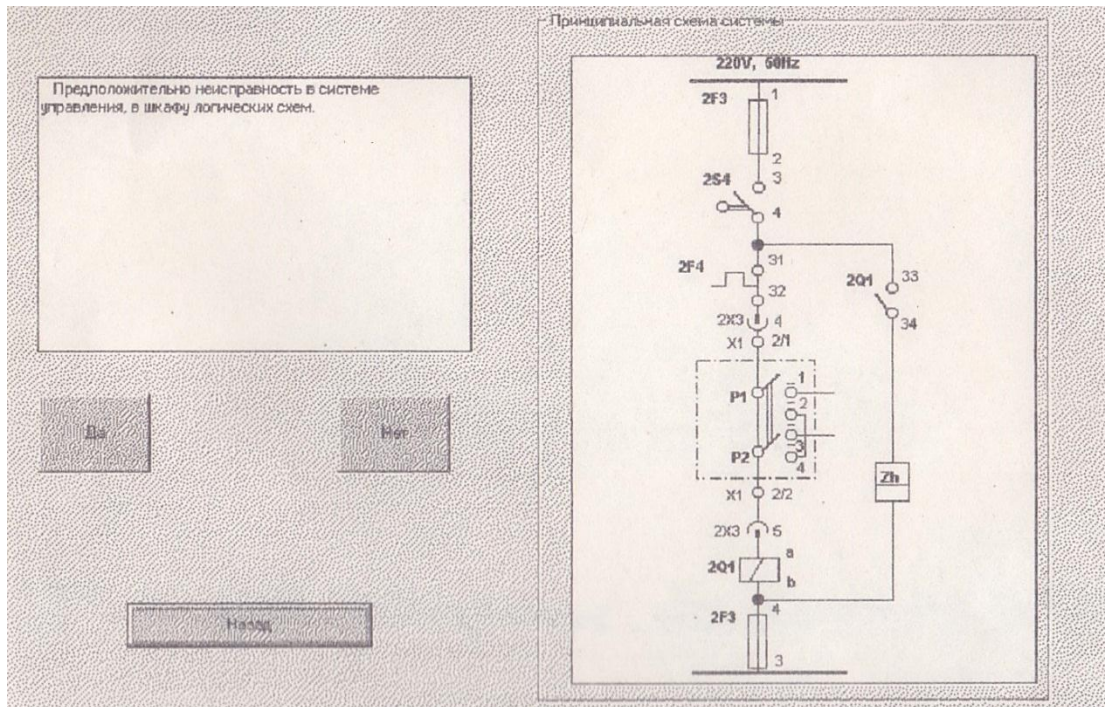 Принципиальная схема системы
Предположительно неисправность в системе
управления, в шкафу логических схем.
Да
Нет
Назад
220V, 50Hz
2F3
1
2
3
2S4
4
31
2F4
32
2Q1
33
34
2X3
4
X1
2/1
P1
1
2
3
P2
4
Zh
X1
2/2
2X3
5
2Q1
a
b
4
2F3
3